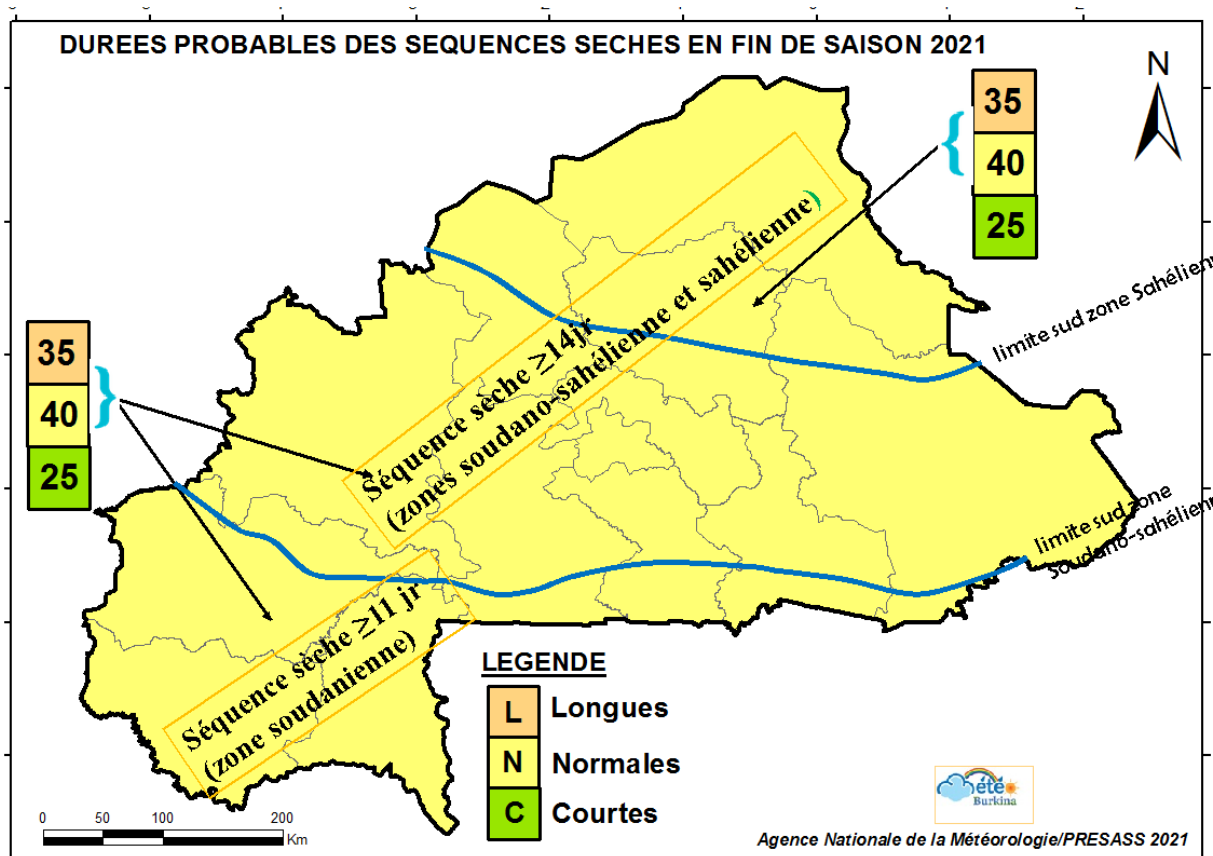 DUREES PROBABLES DES SEQUENCES SECHES EN FIN DE SAISON 2021
N
35
40
25
35
40
25
limite sud zone Sahélienn
Séquence sèche ≥14jr
(zones soudano-sahélienne et sahélienne)
limite sud zone
Soudano-sahélienne
Séquence sèche ≥11 jr
(zone soudanienne)
LEGENDE
L Longues
N Normales
C Courtes
0 50 100 200
Km
été
Burkina
Agence Nationale de la Météorologie/PRESASS 2021